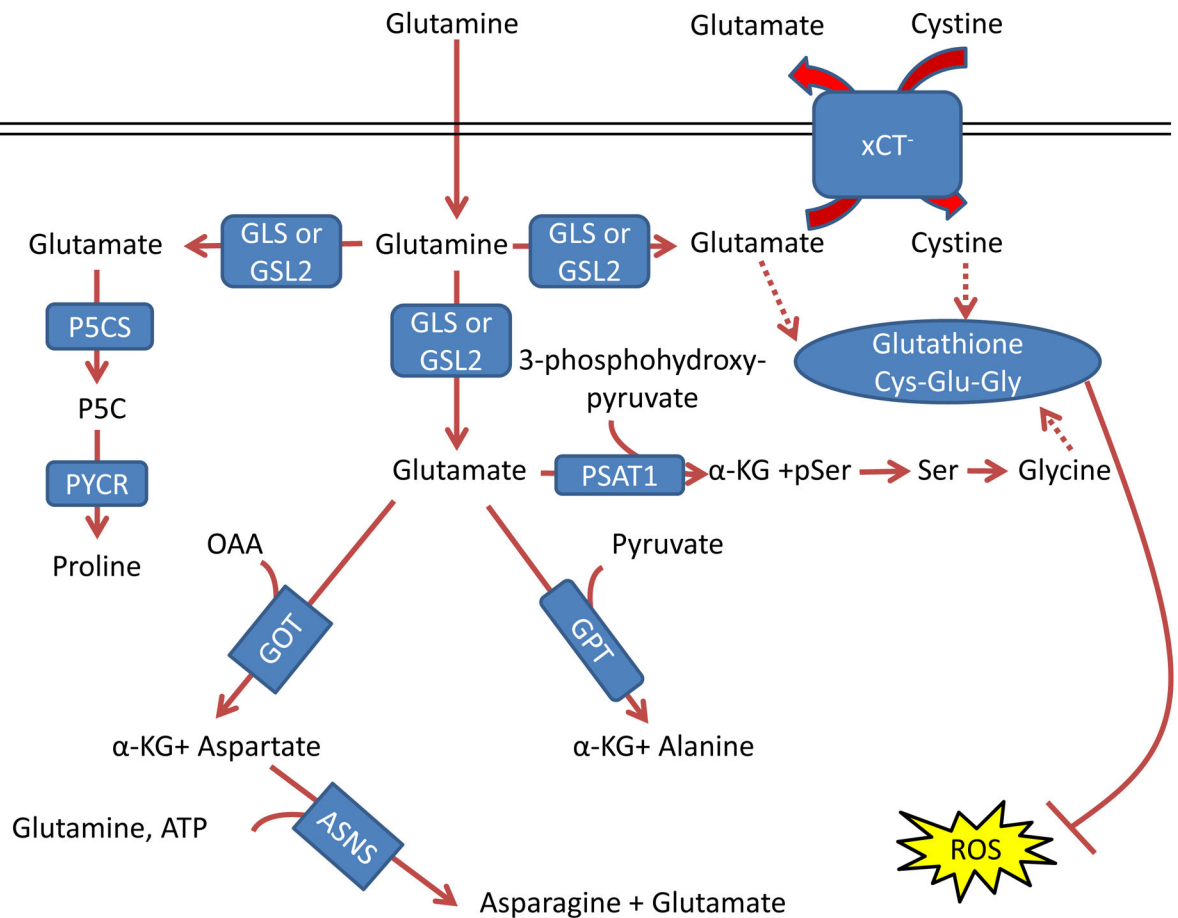 Glutamine
Glutamate
Cystine
xCT⁻
Glutamate
GLS or
GSL2
Glutamine
GLS or
GSL2
Glutamate
Cystine
P5CS
GLS or
GSL2
3-phosphohydroxy-
pyruvate
Glutathione
Cys-Glu-Gly
P5C
PYCR
Glutamate
PSAT1
α-KG +pSer
Ser
Glycine
Proline
OAA
Pyruvate
GOT
GPT
α-KG+ Aspartate
α-KG+ Alanine
Glutamine, ATP
ASNS
ROS
Asparagine + Glutamate